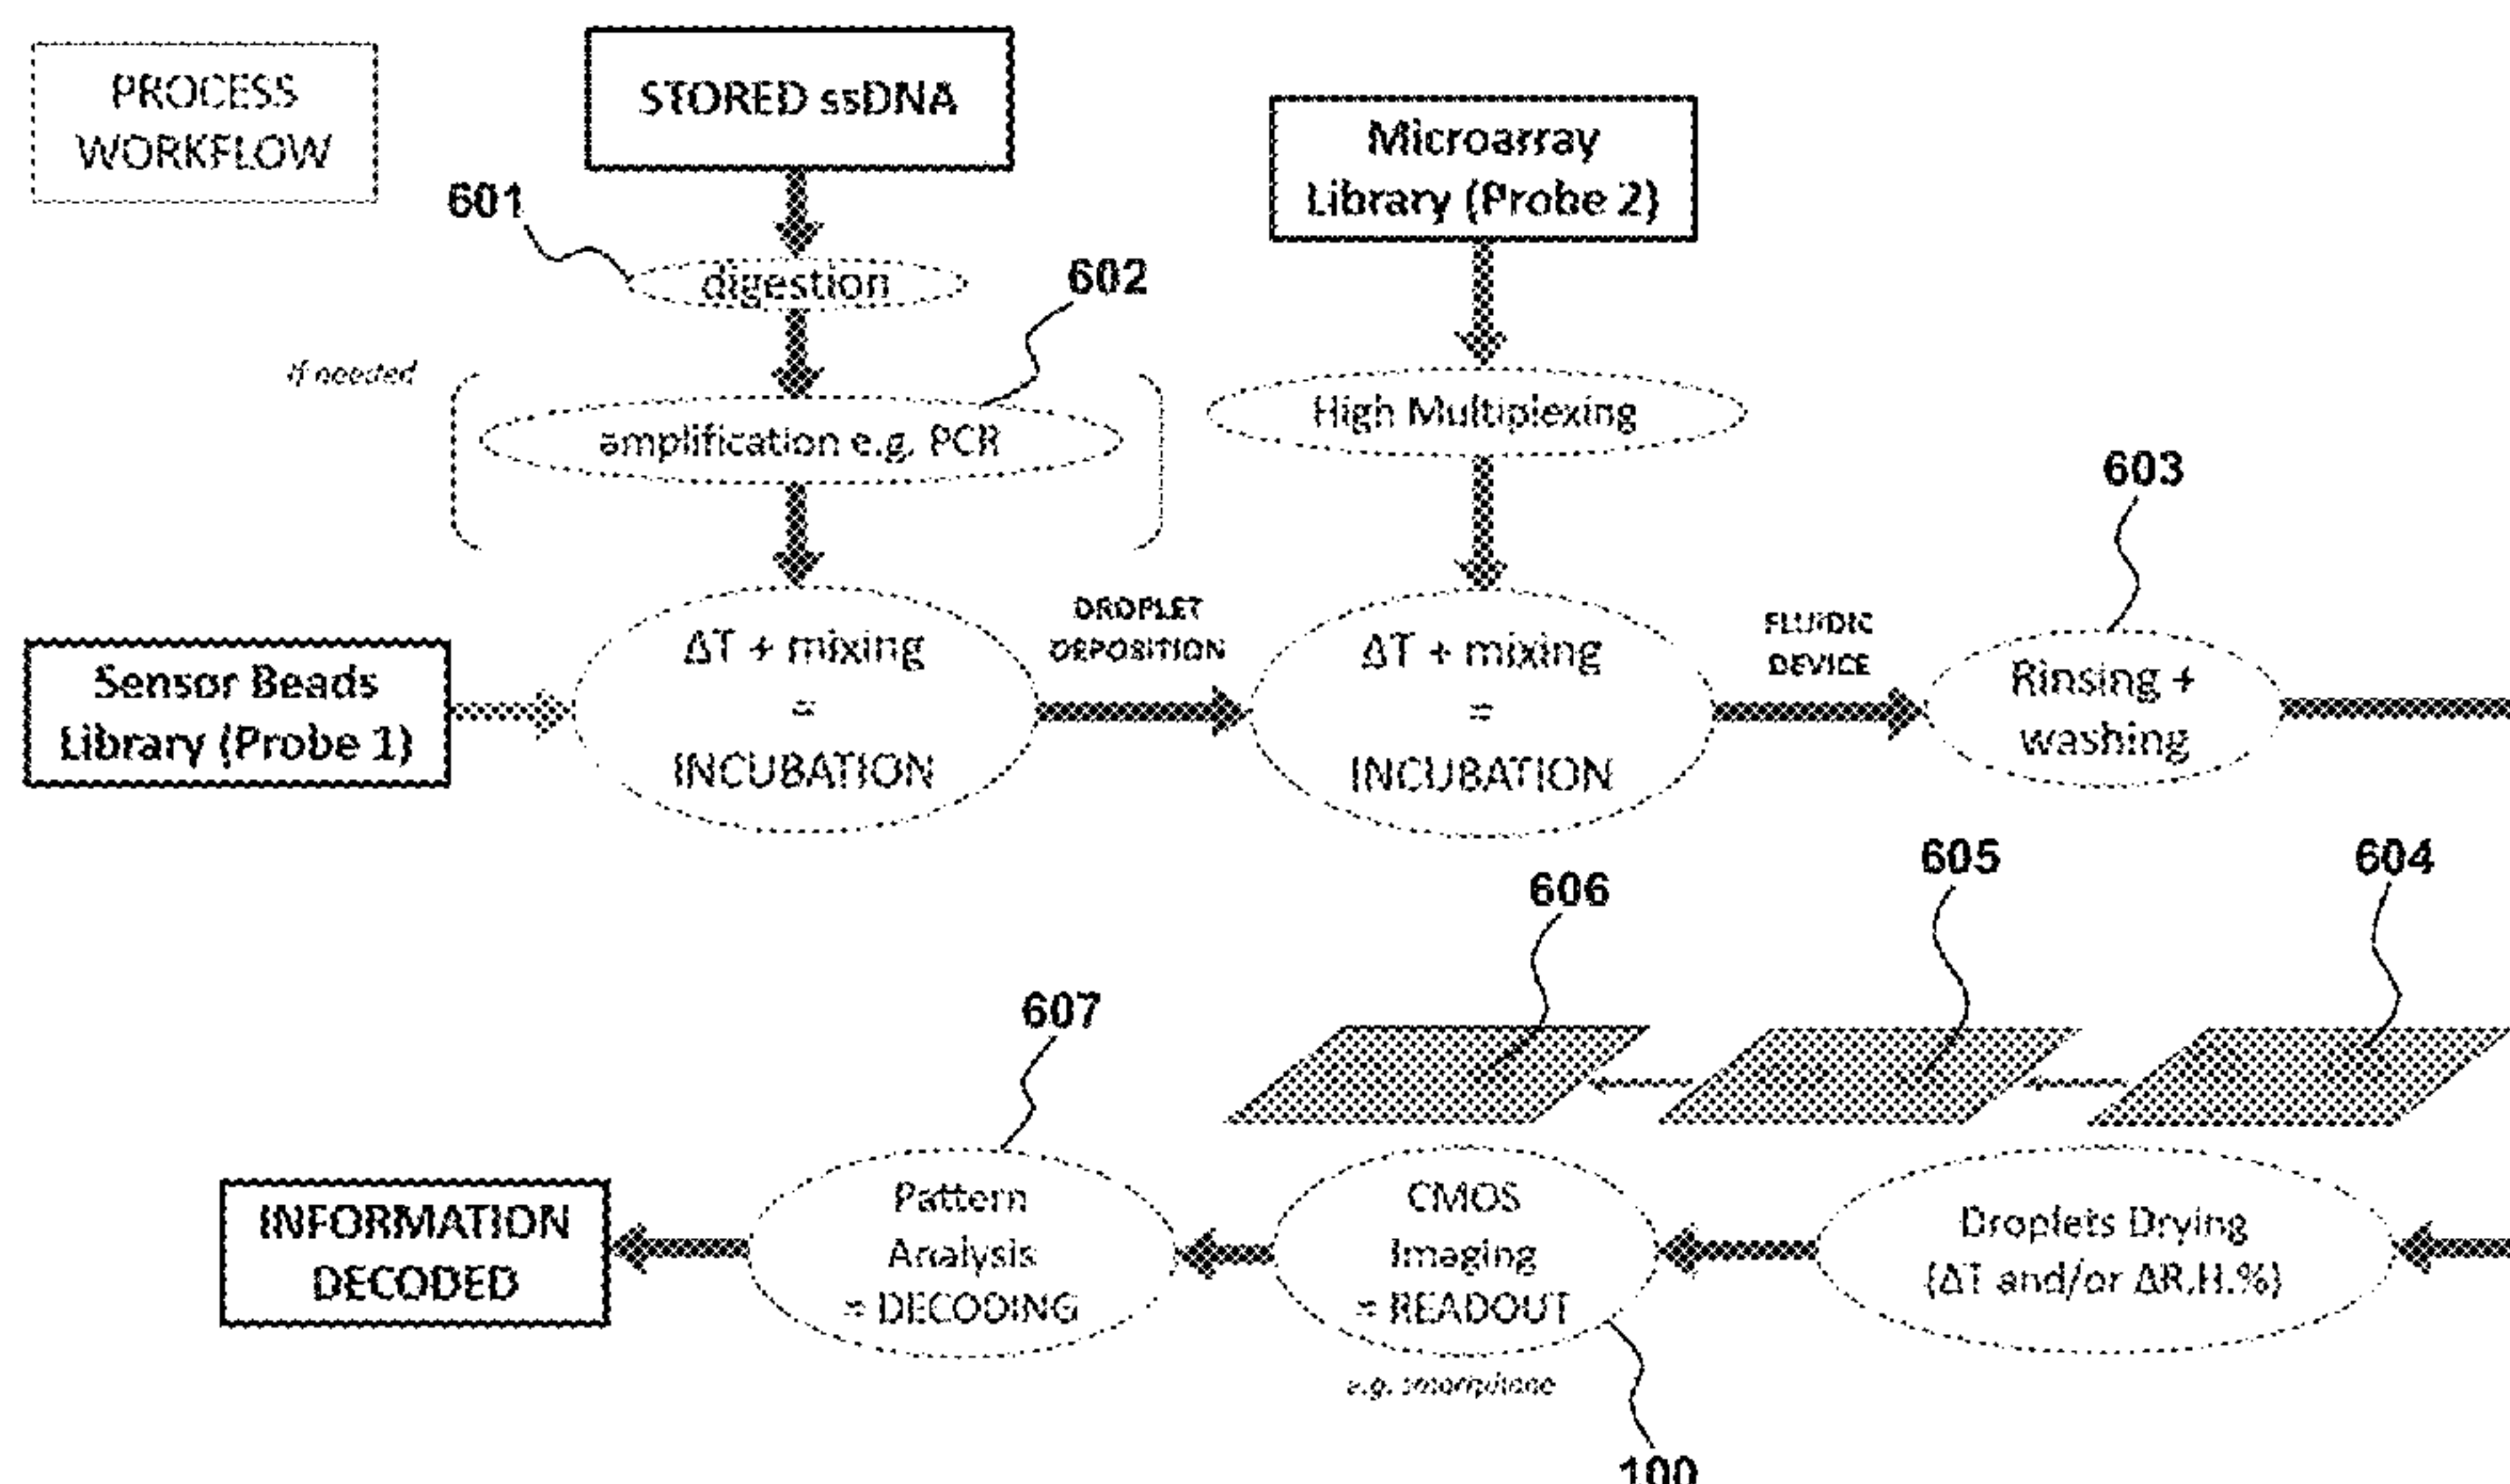 PROCESS
WORKFLOW
STORED ssDNA
Microarray
Library (Probe 2)
601
digestion
602
if needed
amplification e.g. PCR
High Multiplexing
603
Sensor Beads
Library (Probe 1)
ΔT + mixing
=
INCUBATION
DROPLET
DEPOSITION
ΔT + mixing
=
INCUBATION
FLUIDIC
DEVICE
Rinsing +
washing
606
605
604
607
INFORMATION
DECODED
Pattern
Analysis
= DECODING
CMOS
Imaging
= READOUT
e.g. smartphone
Droplets Drying
(ΔT and/or ΔR.H.%)
100